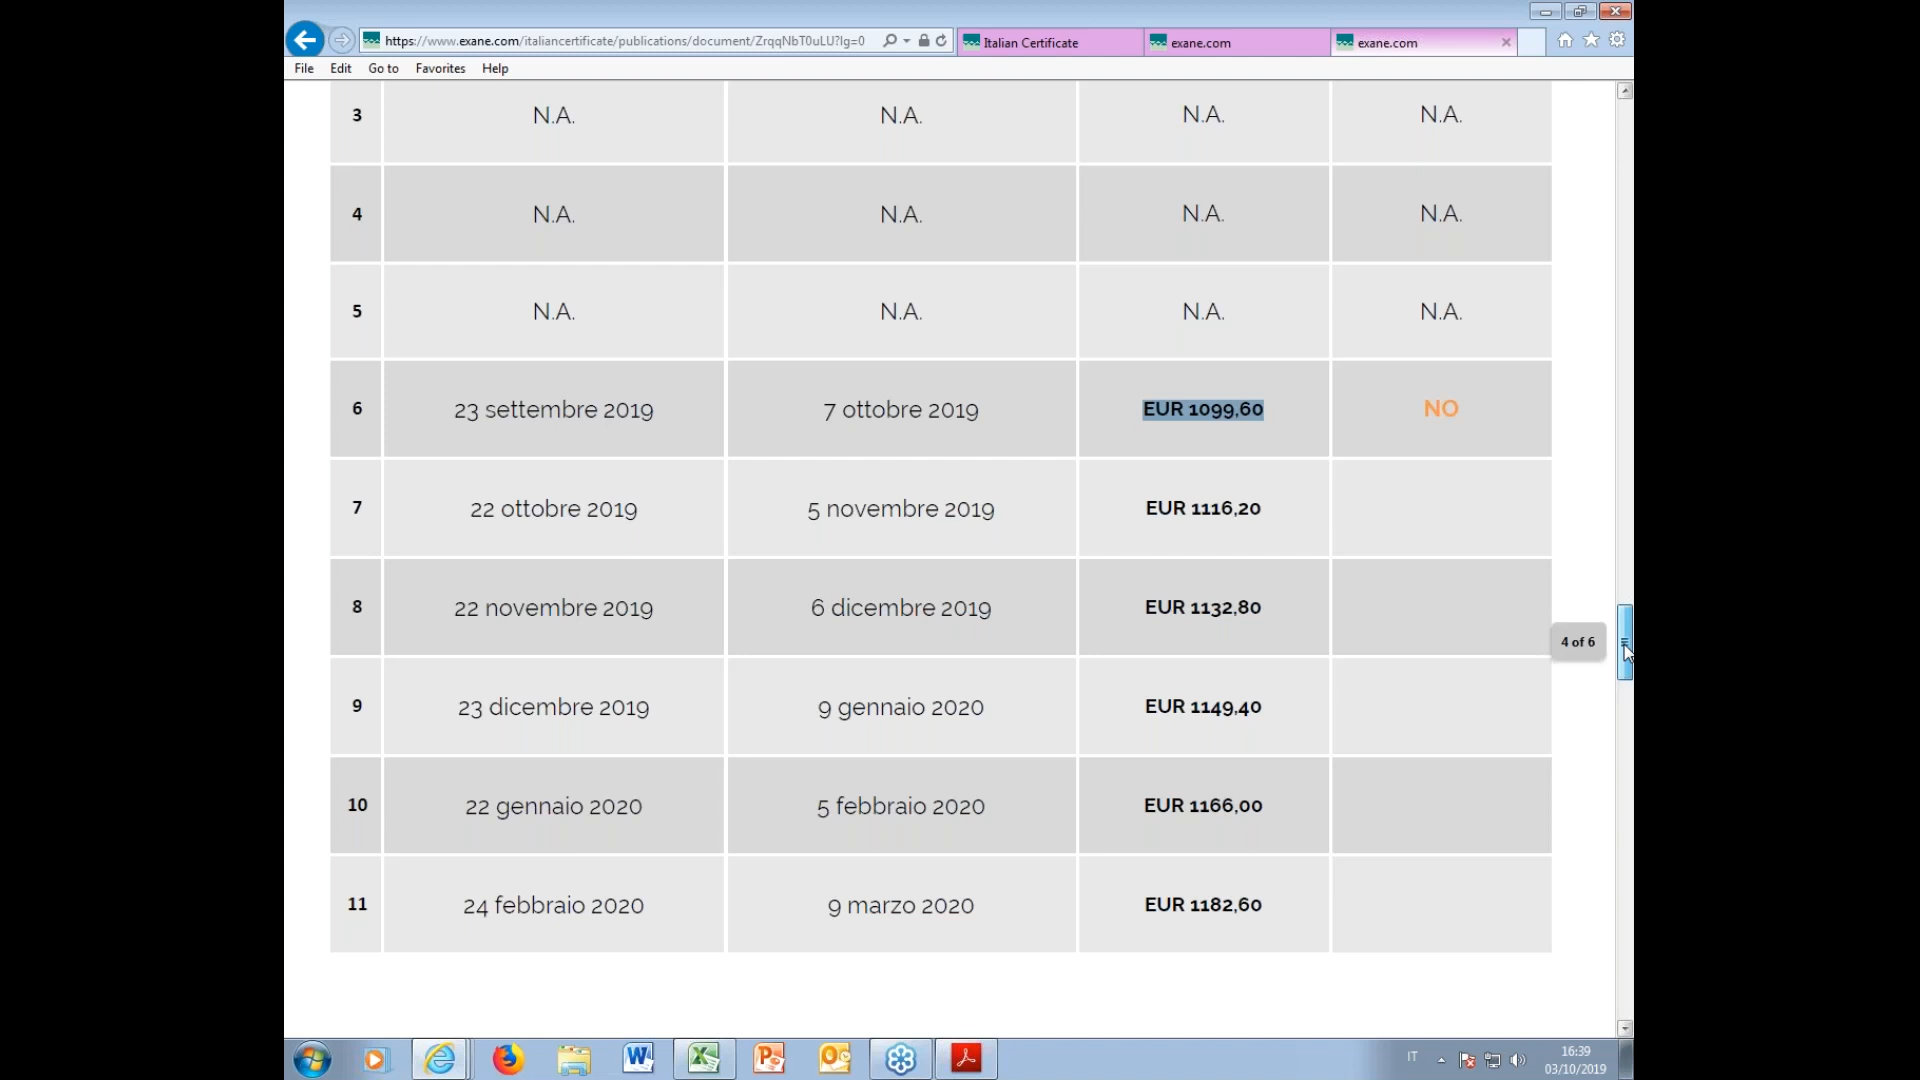 https://www.exane.com/italiancertificate/publications/document/ZrqqNbT0uLU?lg=0
Italian Certificate
exane.com
exane.com
File Edit Go to Favorites Help
3 N.A. N.A. N.A. N.A.
4 N.A. N.A. N.A. N.A.
5 N.A. N.A. N.A. N.A.
6 23 settembre 2019 7 ottobre 2019 EUR 1099,60 NO
7 22 ottobre 2019 5 novembre 2019 EUR 1116,20
8 22 novembre 2019 6 dicembre 2019 EUR 1132,80
4 of 6
9 23 dicembre 2019 9 gennaio 2020 EUR 1149,40
10 22 gennaio 2020 5 febbraio 2020 EUR 1166,00
11 24 febbraio 2020 9 marzo 2020 EUR 1182,60
IT
16:39
03/10/2019